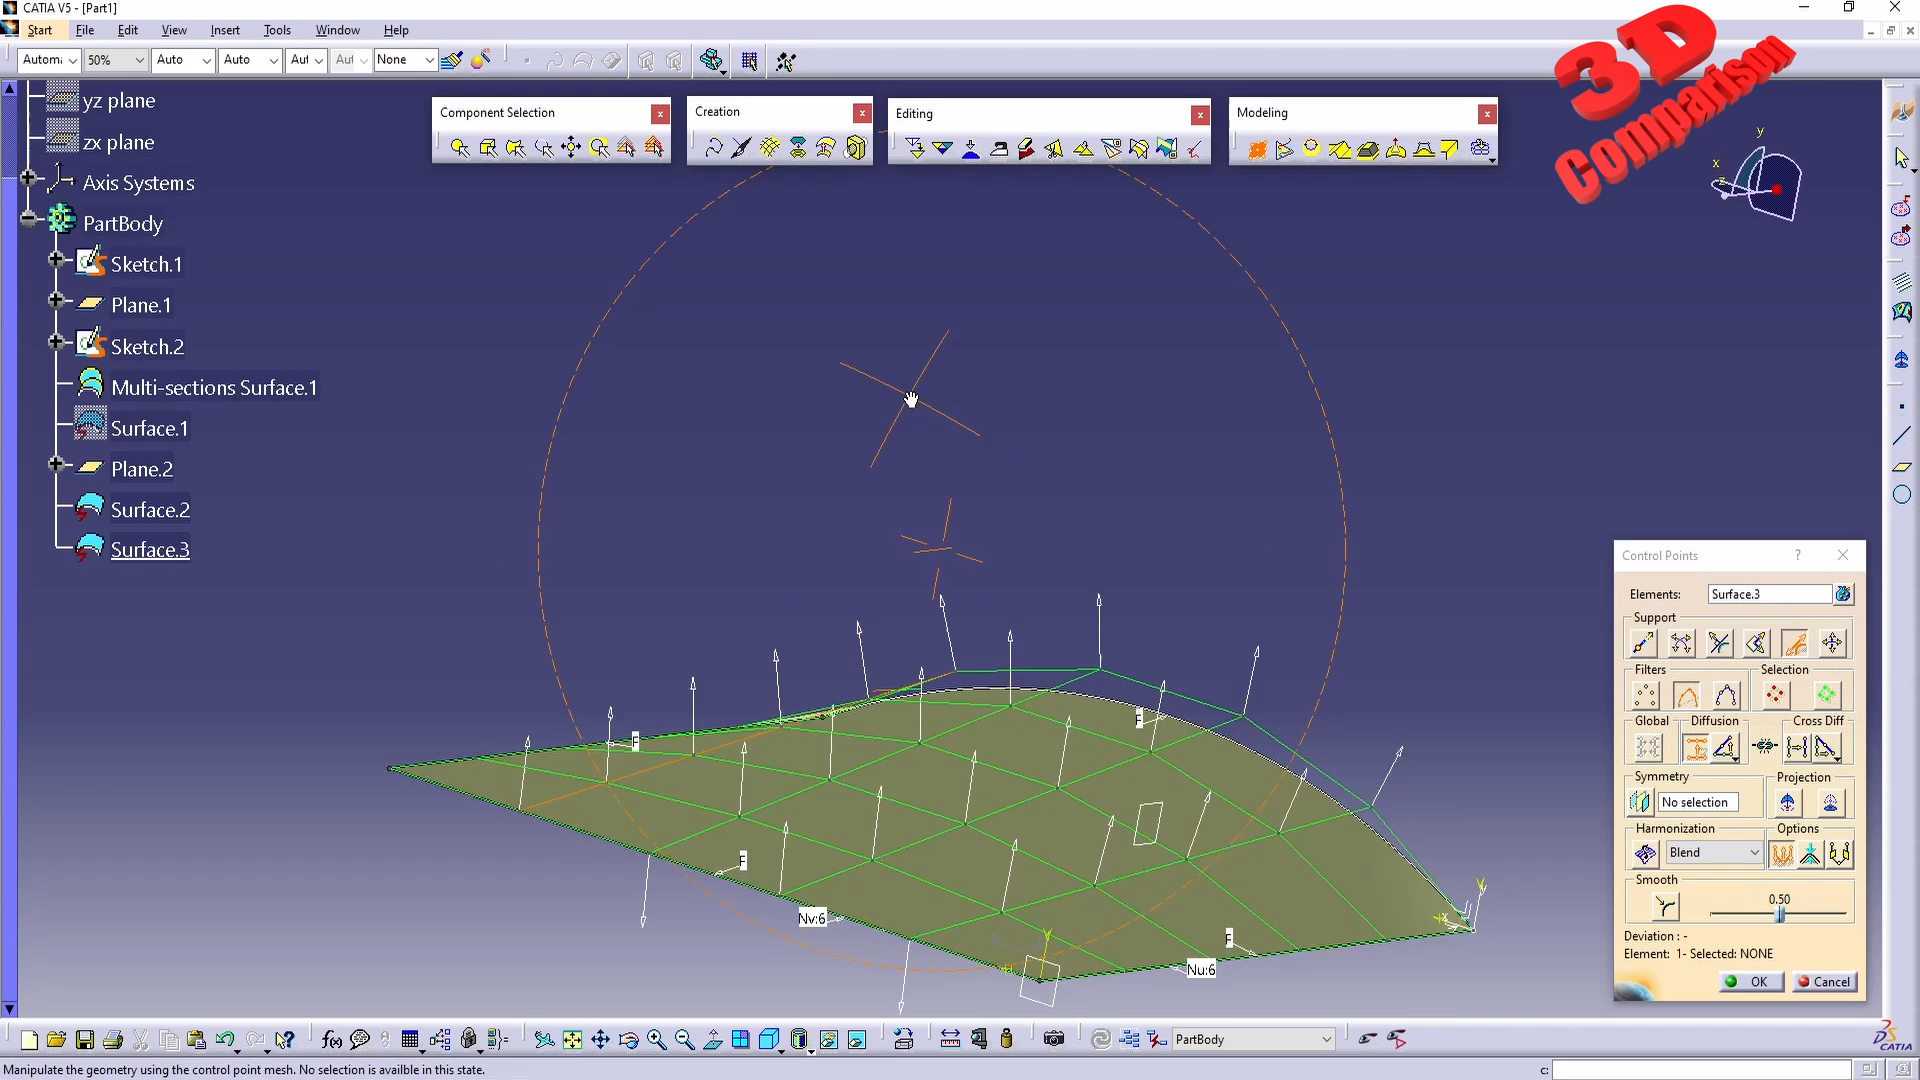 CATIA V5 - [Part1]
Start File Edit View Insert Tools Window Help
Autom 50% Auto Auto Aut Aut None
3D
Comparison
yz plane
zx plane
Axis Systems
PartBody
Sketch.1
Plane.1
Sketch.2
Multi-sections Surface.1
Surface.1
Plane.2
Surface.2
Surface.3
Component Selection
Creation
Editing
Modeling
y
x
z
F
F
F
F
Nv:6
Nu:6
Control Points ?
Elements: Surface.3
Support
Filters Selection
Global Diffusion Cross Diff
Symmetry Projection
No selection
Harmonization Options
Blend
Smooth
0.50
Deviation : -
Element: 1- Selected: NONE
OK Cancel
f(x)
PartBody
CATIA
Manipulate the geometry using the control point mesh. No selection is availble in this state.
c: